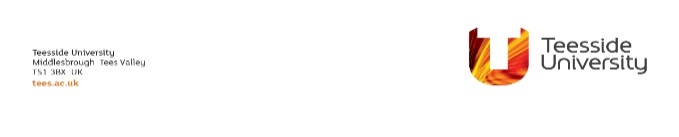 Teesside University
Middlesbrough Tees Valley
TS1 3BX UK
tees.ac.uk
Teesside
University